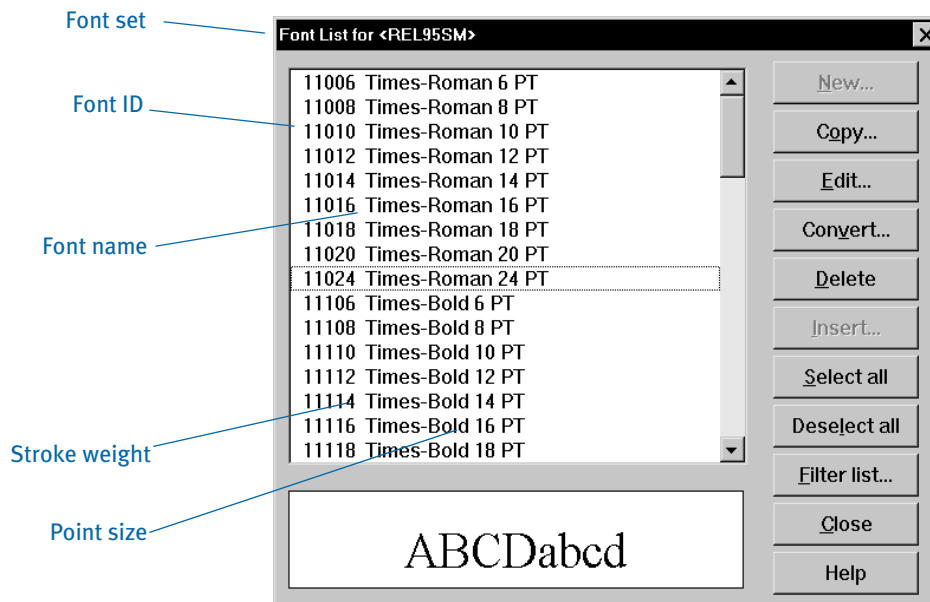 Font set
Font List for <REL95SM>
Font ID
Font name
Stroke weight
Point size
11006 Times-Roman 6 PT
11008 Times-Roman 8 PT
11010 Times-Roman 10 PT
11012 Times-Roman 12 PT
11014 Times-Roman 14 PT
11016 Times-Roman 16 PT
11018 Times-Roman 18 PT
11020 Times-Roman 20 PT
11024 Times-Roman 24 PT
11106 Times-Bold 6 PT
11108 Times-Bold 8 PT
11110 Times-Bold 10 PT
11112 Times-Bold 12 PT
11114 Times-Bold 14 PT
11116 Times-Bold 16 PT
11118 Times-Bold 18 PT
ABCDabcd
New...
Copy...
Edit...
Convert...
Delete
Insert...
Select all
Deselect all
Filter list...
Close
Help